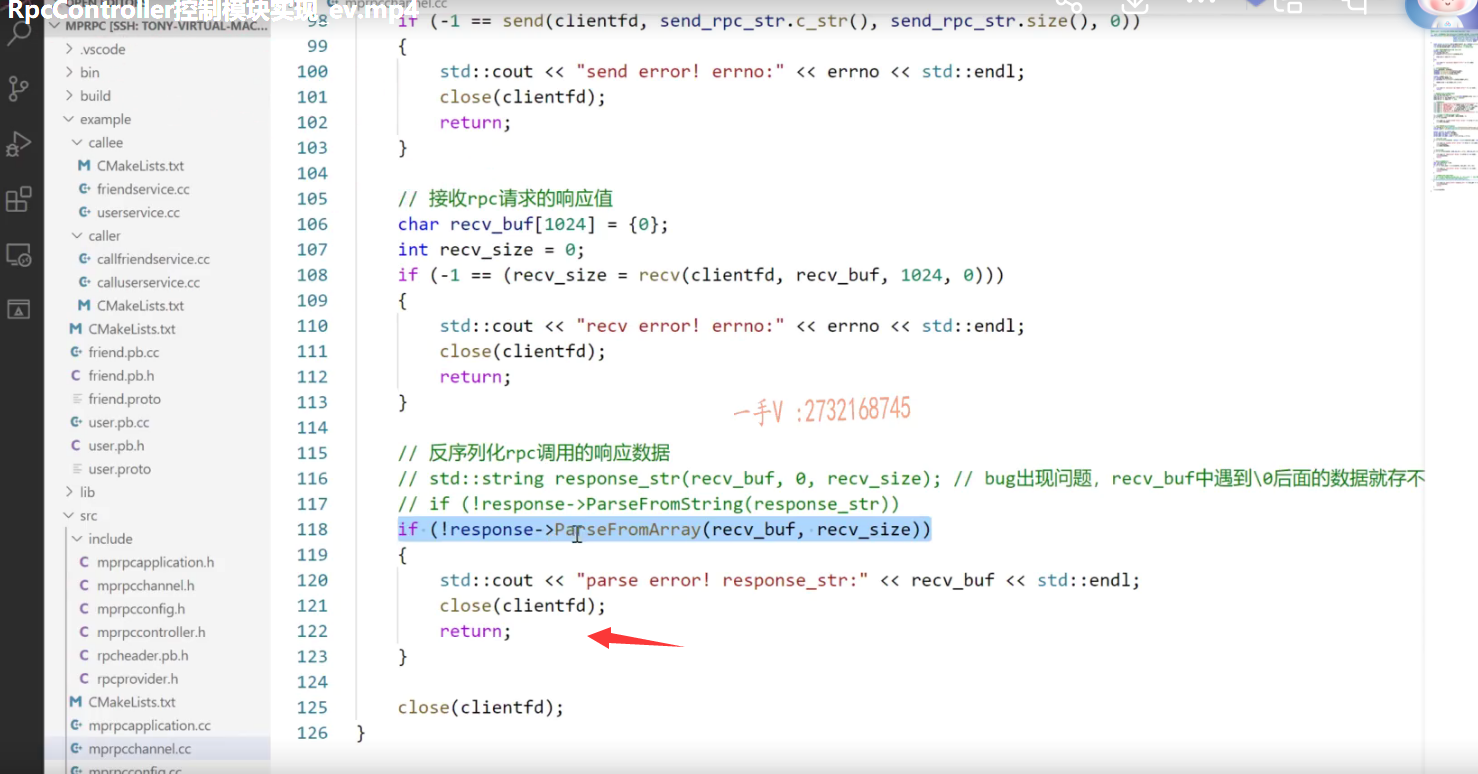 RpcController控制模块实现_ev.mp4
MPRPC [SSH: TONY-VIRTUAL-MAC...
.vscode
bin
build
example
callee
CMakeLists.txt
friendservice.cc
userservice.cc
caller
callfriendservice.cc
calluserservice.cc
CMakeLists.txt
CMakeLists.txt
friend.pb.cc
friend.pb.h
friend.proto
user.pb.cc
user.pb.h
user.proto
lib
src
include
mprpcapplication.h
mprpcchannel.h
mprpcconfig.h
mprpccontroller.h
rpcheader.pb.h
rpcprovider.h
CMakeLists.txt
mprpcapplication.cc
mprpcchannel.cc
mprpcconfig.cc
98 if (-1 == send(clientfd, send_rpc_str.c_str(), send_rpc_str.size(), 0))
99 {
100 std::cout << "send error! errno:" << errno << std::endl;
101 close(clientfd);
102 return;
103 }
104
105 // 接收rpc请求的响应值
106 char recv_buf[1024] = {0};
107 int recv_size = 0;
108 if (-1 == (recv_size = recv(clientfd, recv_buf, 1024, 0)))
109 {
110 std::cout << "recv error! errno:" << errno << std::endl;
111 close(clientfd);
112 return;
113 }
一手V :2732168745
114
115 // 反序列化rpc调用的响应数据
116 // std::string response_str(recv_buf, 0, recv_size); // bug出现问题，recv_buf中遇到\0后面的数据就存不
117 // if (!response->ParseFromString(response_str))
118 if (!response->ParseFromArray(recv_buf, recv_size))
119 {
120 std::cout << "parse error! response_str:" << recv_buf << std::endl;
121 close(clientfd);
122 return;
123 }
124
125 close(clientfd);
126 }